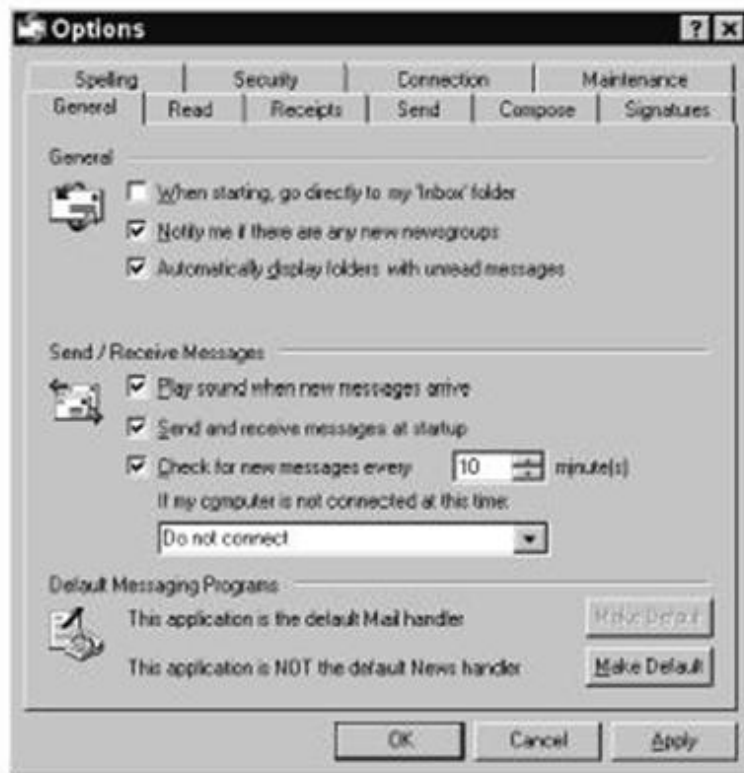 Options
Spelling Security Connection Maintenance
General Read Receipts Send Compose Signatures
General
When starting, go directly to my 'Inbox' folder
Notify me if there are any new newsgroups
Automatically display folders with unread messages
Send / Receive Messages
Play sound when new messages arrive
Send and receive messages at startup
Check for new messages every 10 minute(s)
If my computer is not connected at this time:
Do not connect
Default Messaging Programs
This application is the default Mail handler Make Default
This application is NOT the default News handler Make Default
OK Cancel Apply